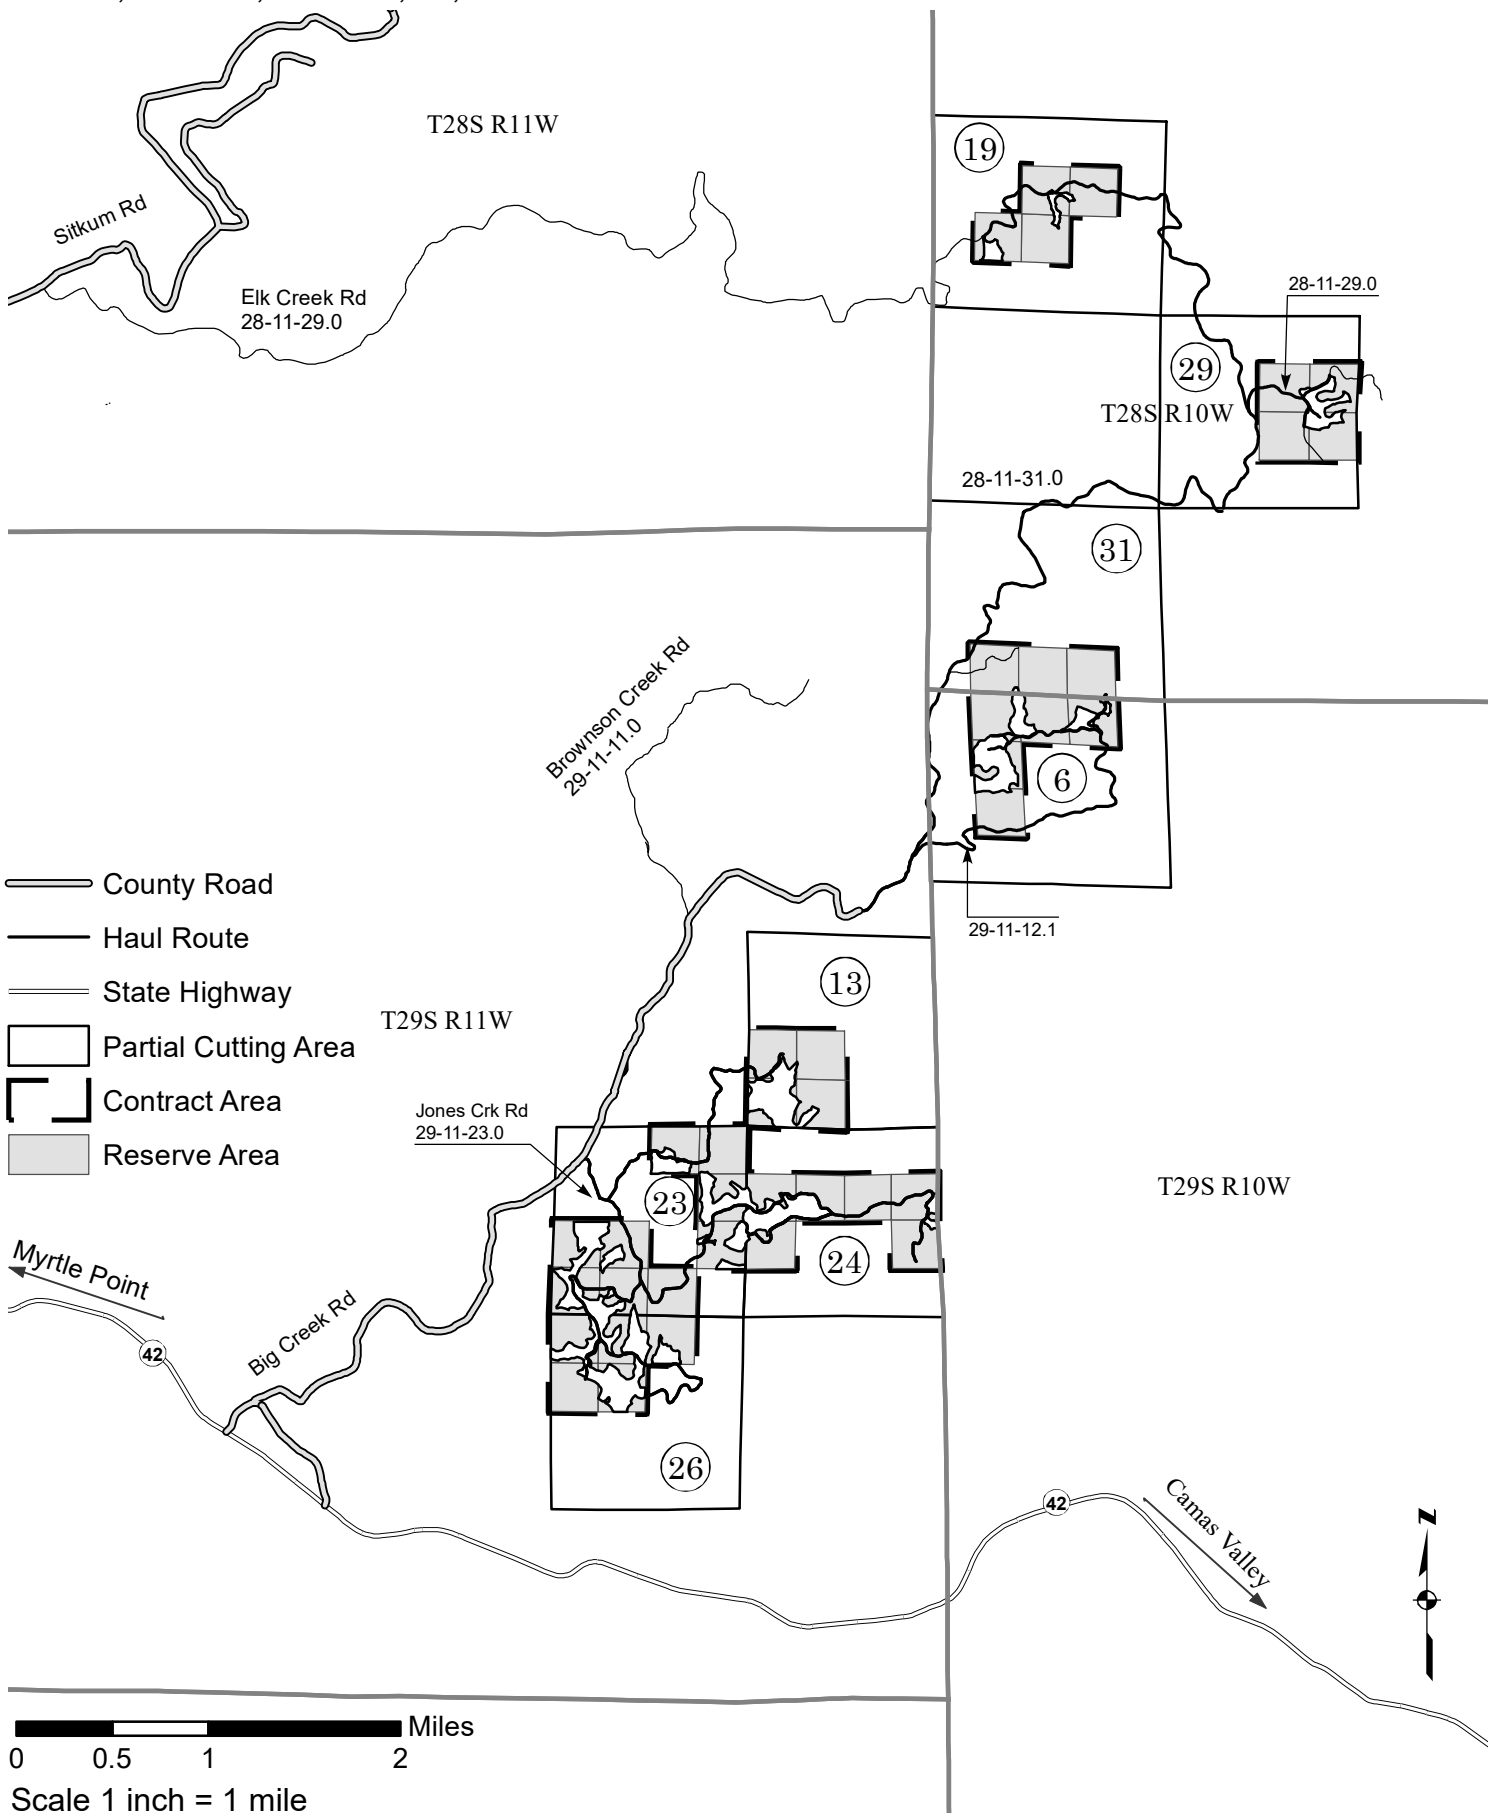 T28S R11W
19
Sitkum Rd
Elk Creek Rd
28-11-29.0
28-11-29.0
29
T28S R10W
28-11-31.0
31
Brownson Creek Rd
29-11-11.0
6
County Road
Haul Route
29-11-12.1
State Highway
13
T29S R11W
Partial Cutting Area
Contract Area
Jones Crk Rd
29-11-23.0
Reserve Area
T29S R10W
23
24
Myrtle Point
42
Big Creek Rd
26
42
Camas Valley
Z
Miles
0 0.5 1 2
Scale 1 inch = 1 mile